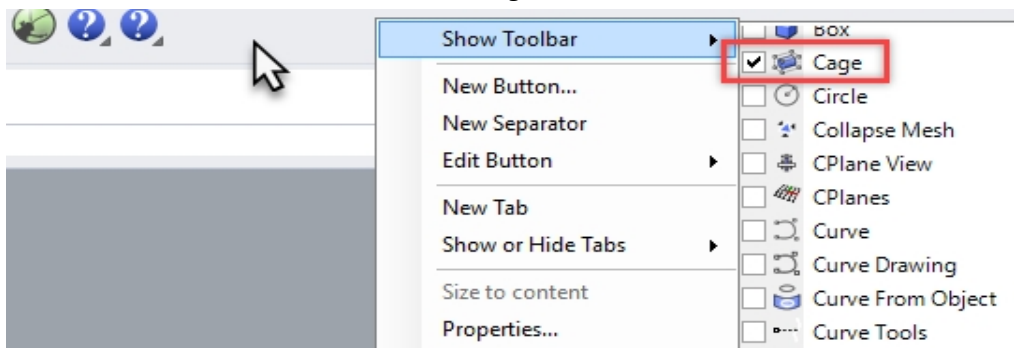 Show Toolbar
New Button...
New Separator
Edit Button
New Tab
Show or Hide Tabs
Size to content
Properties...
Box
Cage
Circle
Collapse Mesh
CPlane View
CPlanes
Curve
Curve Drawing
Curve From Object
Curve Tools